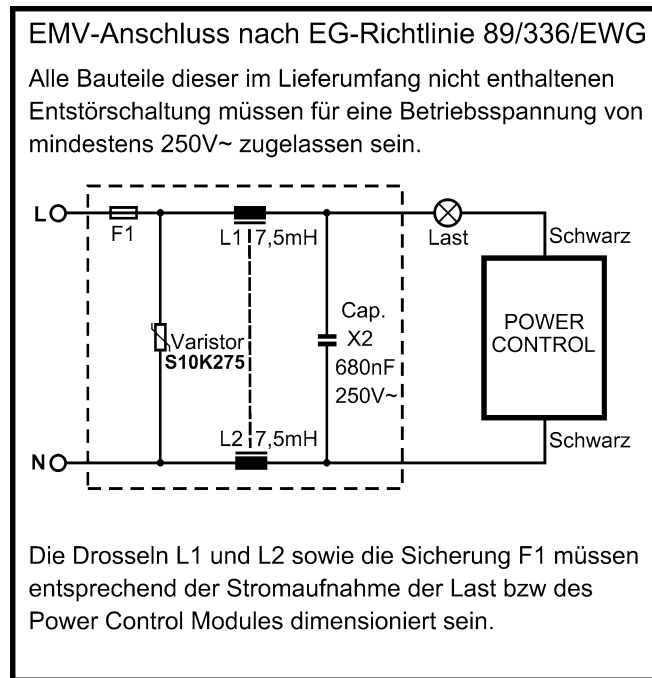 EMV-Anschluss nach EG-Richtlinie 89/336/EWG
Alle Bauteile dieser im Lieferumfang nicht enthaltenen
Entstörschaltung müssen für eine Betriebsspannung von
mindestens 250V~ zugelassen sein.
L
F1
L1 7,5mH
Last
Schwarz
Varistor
S10K275
Cap.
X2
680nF
250V~
POWER
CONTROL
L2 7,5mH
Schwarz
N
Die Drosseln L1 und L2 sowie die Sicherung F1 müssen
entsprechend der Stromaufnahme der Last bzw des
Power Control Modules dimensioniert sein.